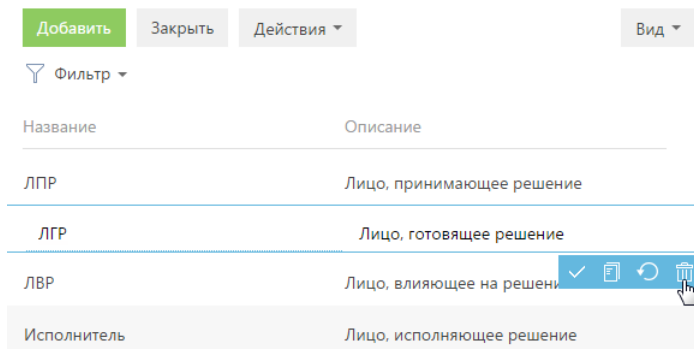 Добавить Закрыть Действия Вид
Фильтр
Название Описание
ЛПР Лицо, принимающее решение
ЛГР Лицо, готовящее решение
ЛВР Лицо, влияющее на решени
Исполнитель Лицо, исполняющее решение